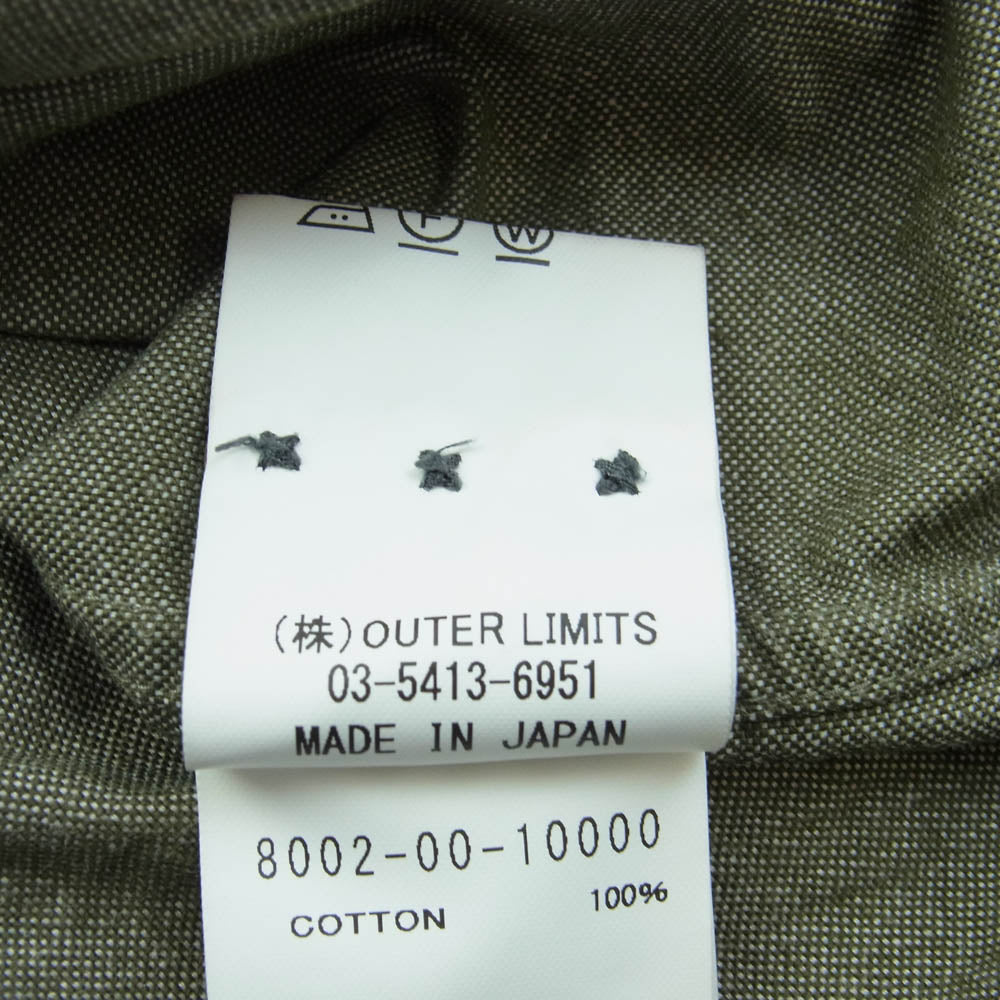 F
W
(株)OUTER LIMITS
03-5413-6951
MADE IN JAPAN
8002-00-10000
COTTON 100%